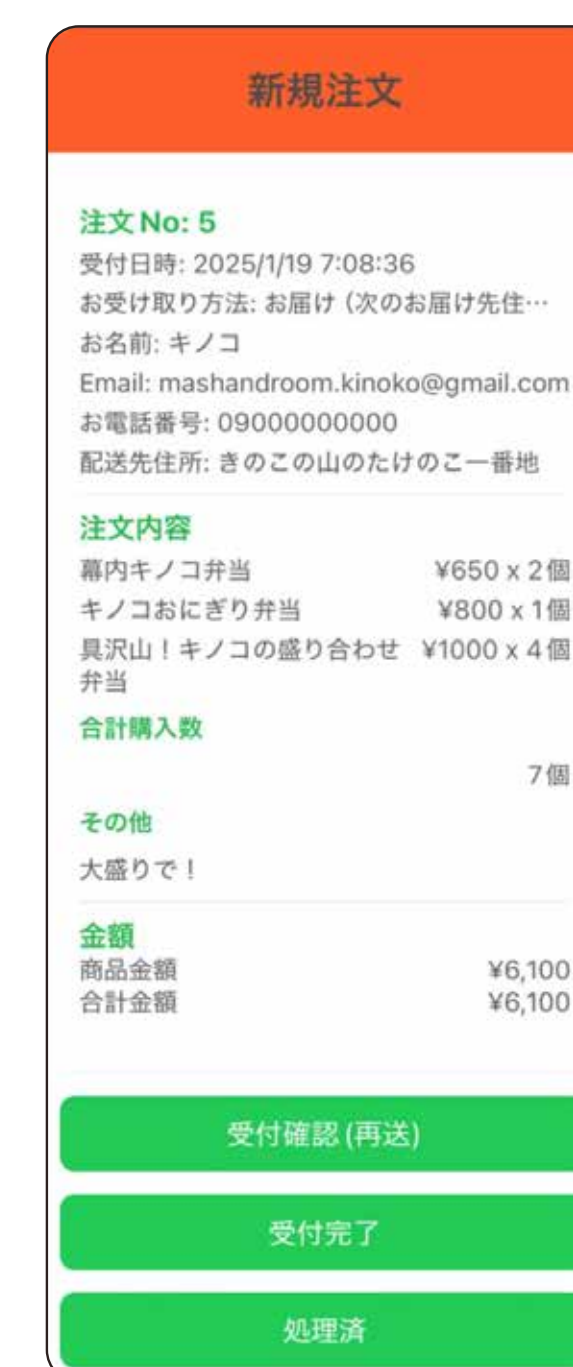 新規注文
注文No: 5
受付日時: 2025/1/19 7:08:36
お受け取り方法: お届け（次のお届け先住…
お名前: キノコ
Email: mashandroom.kinoko@gmail.com
お電話番号: 09000000000
配送先住所: きのこの山のたけのこ一番地
注文内容
幕内キノコ弁当 ¥650 x 2個
キノコおにぎり弁当 ¥800 x 1個
具沢山！キノコの盛り合わせ ¥1000 x 4個
弁当
合計購入数
7個
その他
大盛りで！
金額
商品金額 ¥6,100
合計金額 ¥6,100
受付確認 (再送)
受付完了
処理済